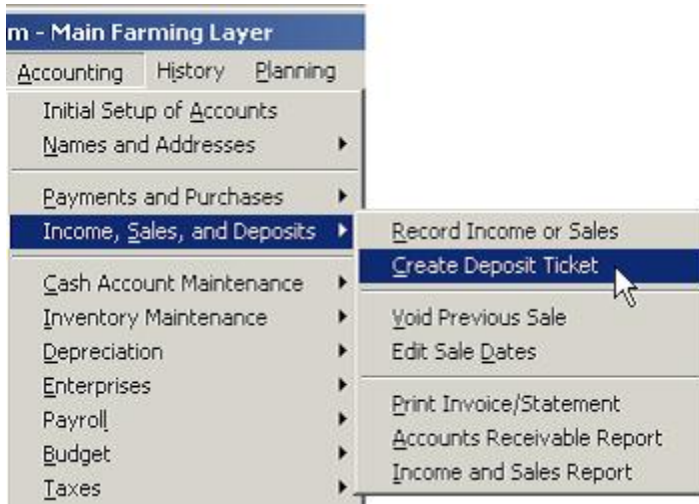 m - Main Farming Layer
Accounting History Planning
Initial Setup of Accounts
Names and Addresses
Payments and Purchases
Income, Sales, and Deposits
Cash Account Maintenance
Inventory Maintenance
Depreciation
Enterprises
Payroll
Budget
Taxes
Record Income or Sales
Create Deposit Ticket
Void Previous Sale
Edit Sale Dates
Print Invoice/Statement
Accounts Receivable Report
Income and Sales Report